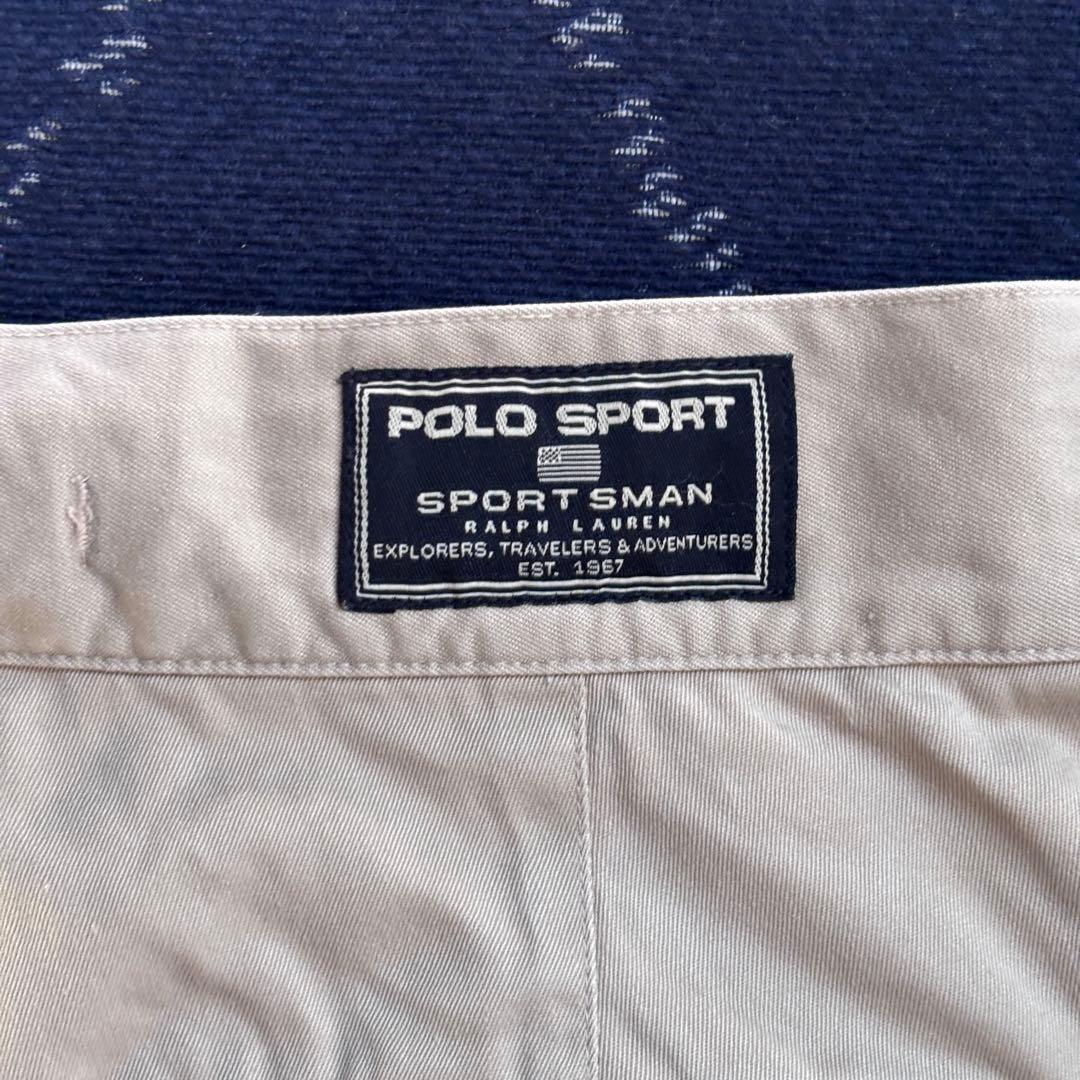 POLO SPORT
SPORTSMAN
RALPH LAUREN
EXPLORERS, TRAVELERS & ADVENTURERS
EST. 1967